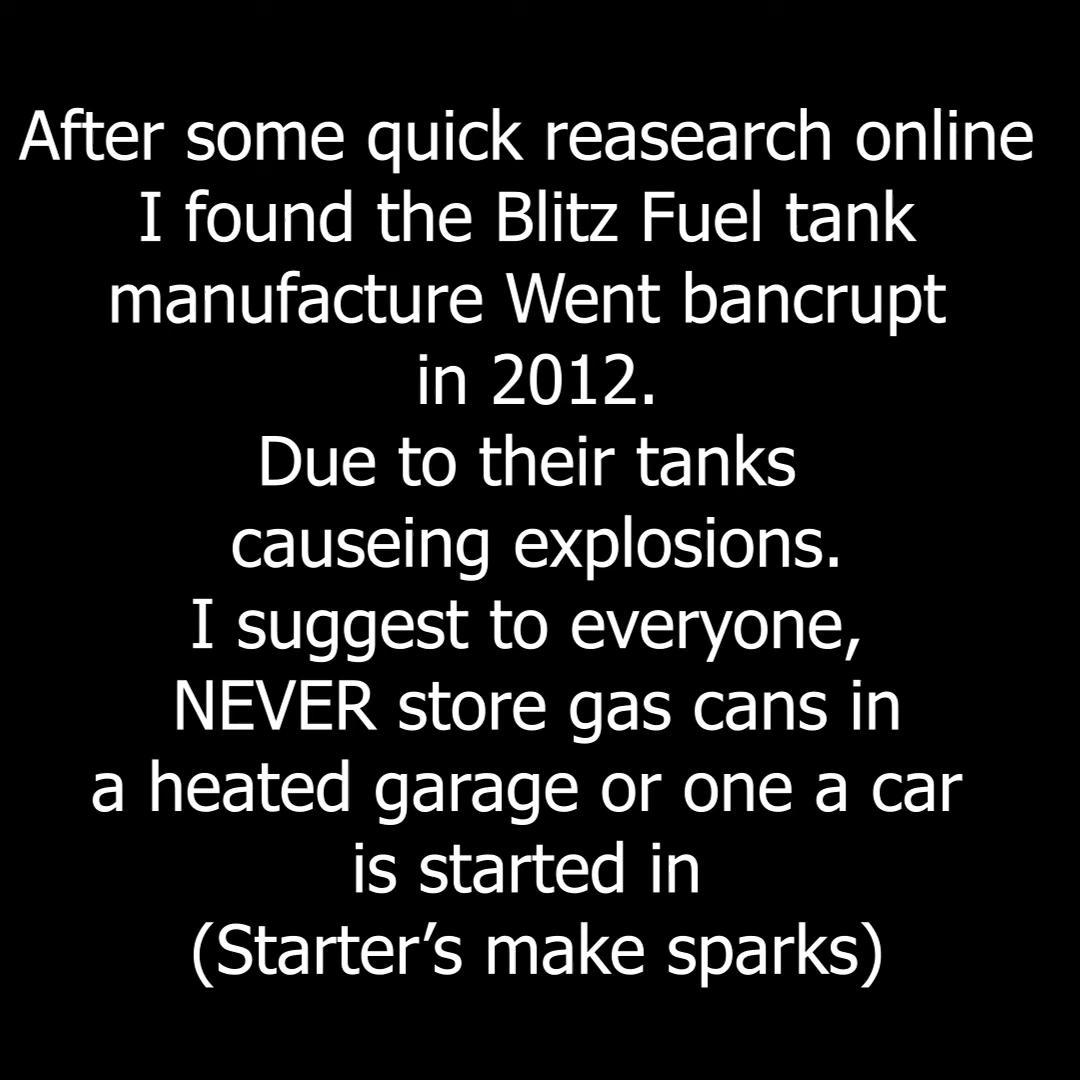 After some quick reasearch online
I found the Blitz Fuel tank
manufacture Went bancrupt
in 2012.
Due to their tanks
causeing explosions.
I suggest to everyone,
NEVER store gas cans in
a heated garage or one a car
is started in
(Starter’s make sparks)